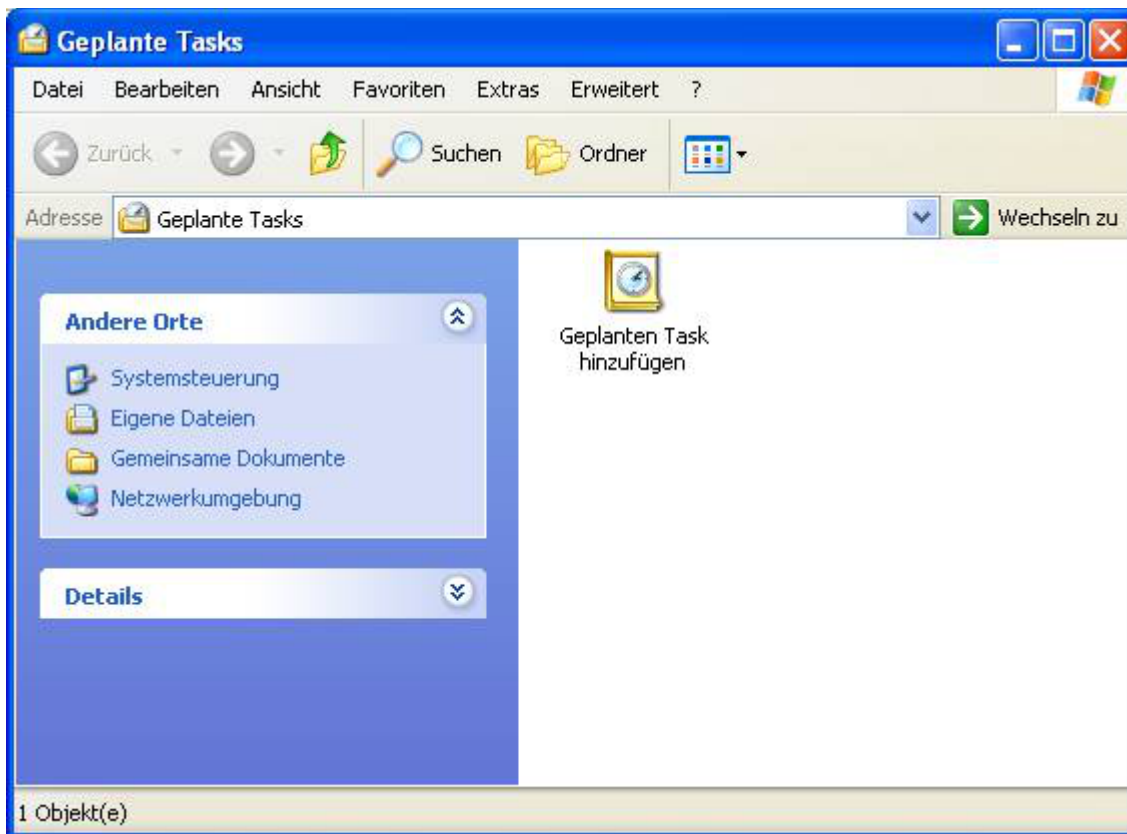 Geplante Tasks
Datei Bearbeiten Ansicht Favoriten Extras Erweitert ?
Zurück Suchen Ordner
Adresse Geplante Tasks Wechseln zu
Andere Orte
Systemsteuerung
Eigene Dateien
Gemeinsame Dokumente
Netzwerkumgebung
Details
Geplanten Task
hinzufügen
1 Objekt(e)